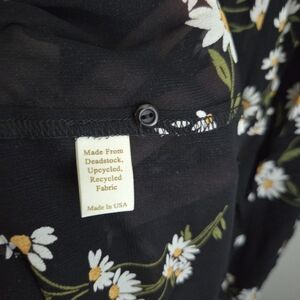 Made From
Deadstock,
Upcycled,
Recycled
Fabric
Made In USA